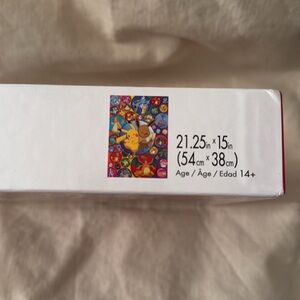 21.25in x 15in
(54cm x 38cm)
Age / Âge / Edad 14+